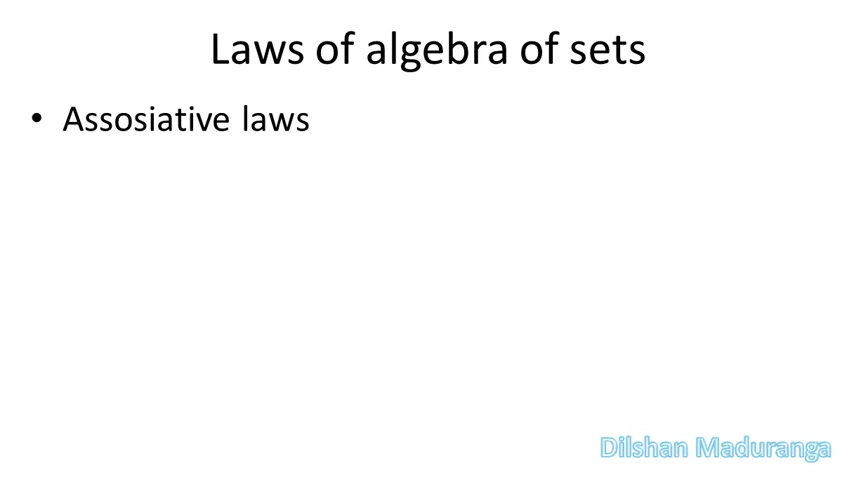 Laws of algebra of sets
• Assosiative laws
Dilshan Maduranga